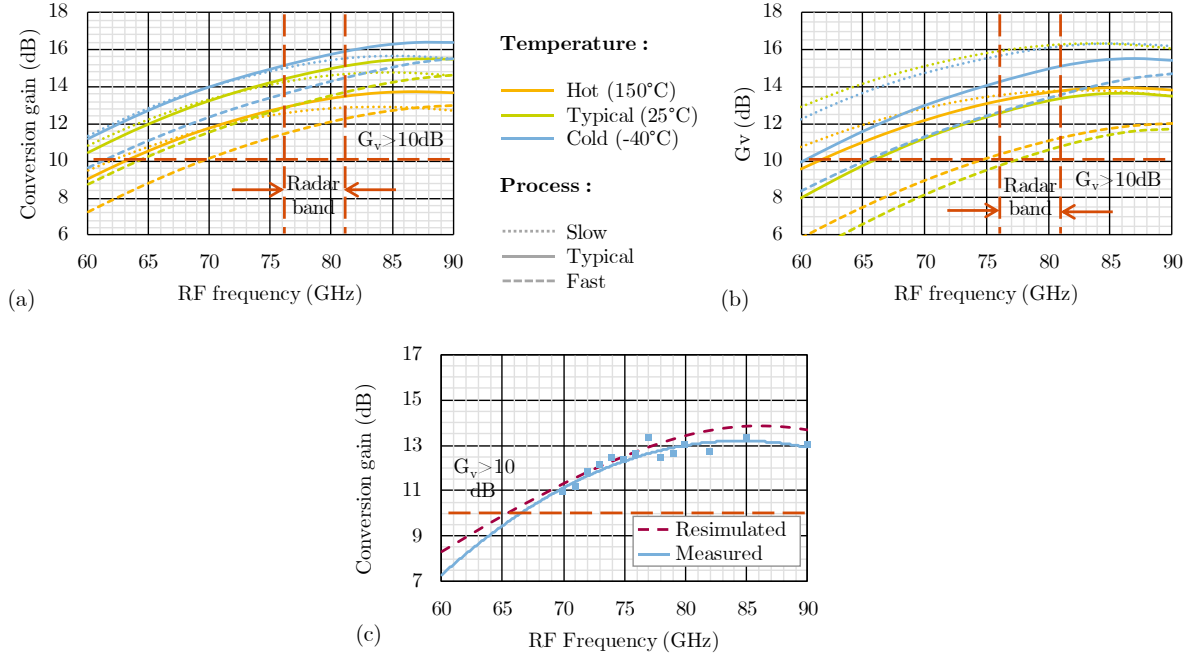 18
16
14
12
10
8
6
Conversion gain (dB)
G_v>10dB
Radar
band
60 65 70 75 80 85 90
RF frequency (GHz)
(a)
Temperature :
Hot (150°C)
Typical (25°C)
Cold (-40°C)
Process :
Slow
Typical
Fast
18
16
14
12
10
8
6
Gv (dB)
Radar
band
G_v>10dB
60 65 70 75 80 85 90
RF frequency (GHz)
(b)
17
15
13
11
9
7
Conversion gain (dB)
G_v>10
dB
Resimulated
Measured
60 65 70 75 80 85 90
RF Frequency (GHz)
(c)